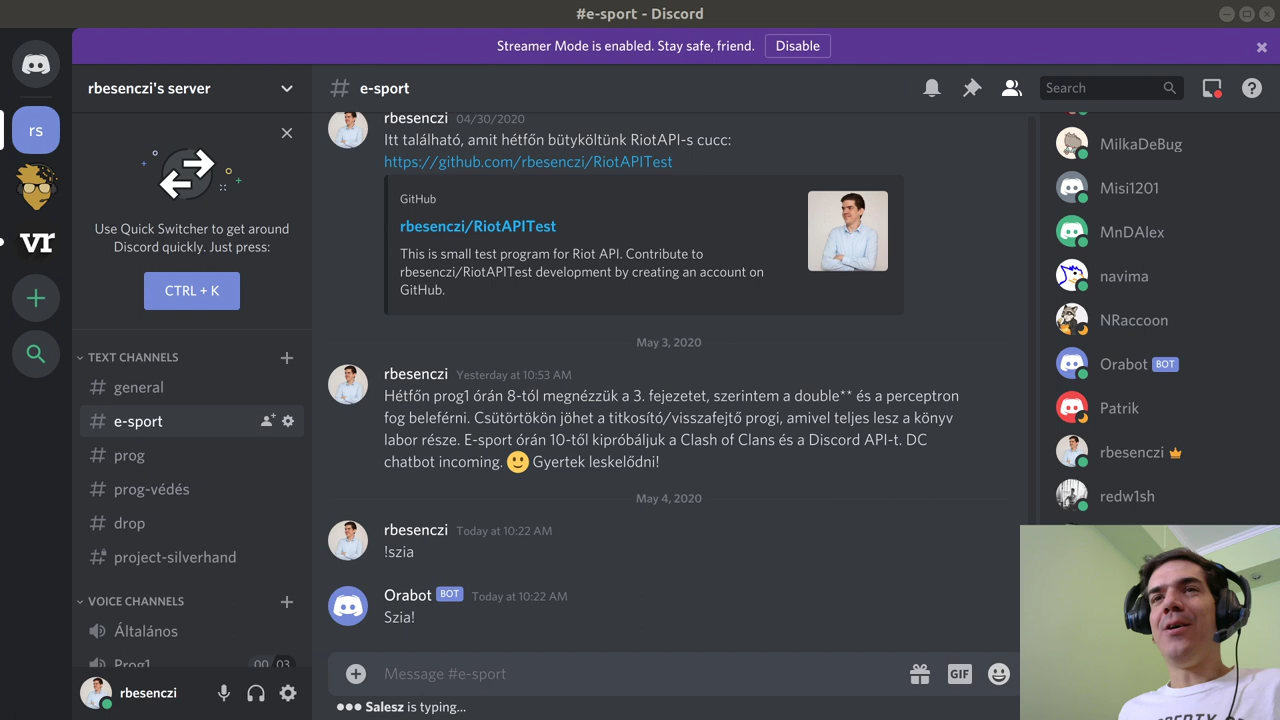 #e-sport - Discord
Streamer Mode is enabled. Stay safe, friend.
Disable
rs
vr
rbesenczi's server
Use Quick Switcher to get around
Discord quickly. Just press:
CTRL + K
TEXT CHANNELS
general
e-sport
prog
prog-védés
drop
project-silverhand
VOICE CHANNELS
Általános
Prog1
00 03
rbesenczi
# e-sport
Search
rbesenczi 04/30/2020
Itt található, amit hétfőn bütyköltünk RiotAPI-s cucc:
https://github.com/rbesenczi/RiotAPITest
GitHub
rbesenczi/RiotAPITest
This is small test program for Riot API. Contribute to
rbesenczi/RiotAPITest development by creating an account on
GitHub.
May 3, 2020
rbesenczi Yesterday at 10:53 AM
Hétfőn prog1 órán 8-tól megnézzük a 3. fejezetet, szerintem a double** és a perceptron
fog beleférni. Csütörtökön jöhet a titkosító/visszafejtő progi, amivel teljes lesz a könyv
labor része. E-sport órán 10-től kipróbáljuk a Clash of Clans és a Discord API-t. DC
chatbot incoming. 🙂 Gyertek leskelődni!
May 4, 2020
rbesenczi Today at 10:22 AM
!szia
Orabot BOT Today at 10:22 AM
Szia!
Message #e-sport
GIF
Salesz is typing...
MilkaDeBug
Misi1201
MnDAlex
navima
NRaccoon
Orabot BOT
Patrik
rbesenczi
redw1sh